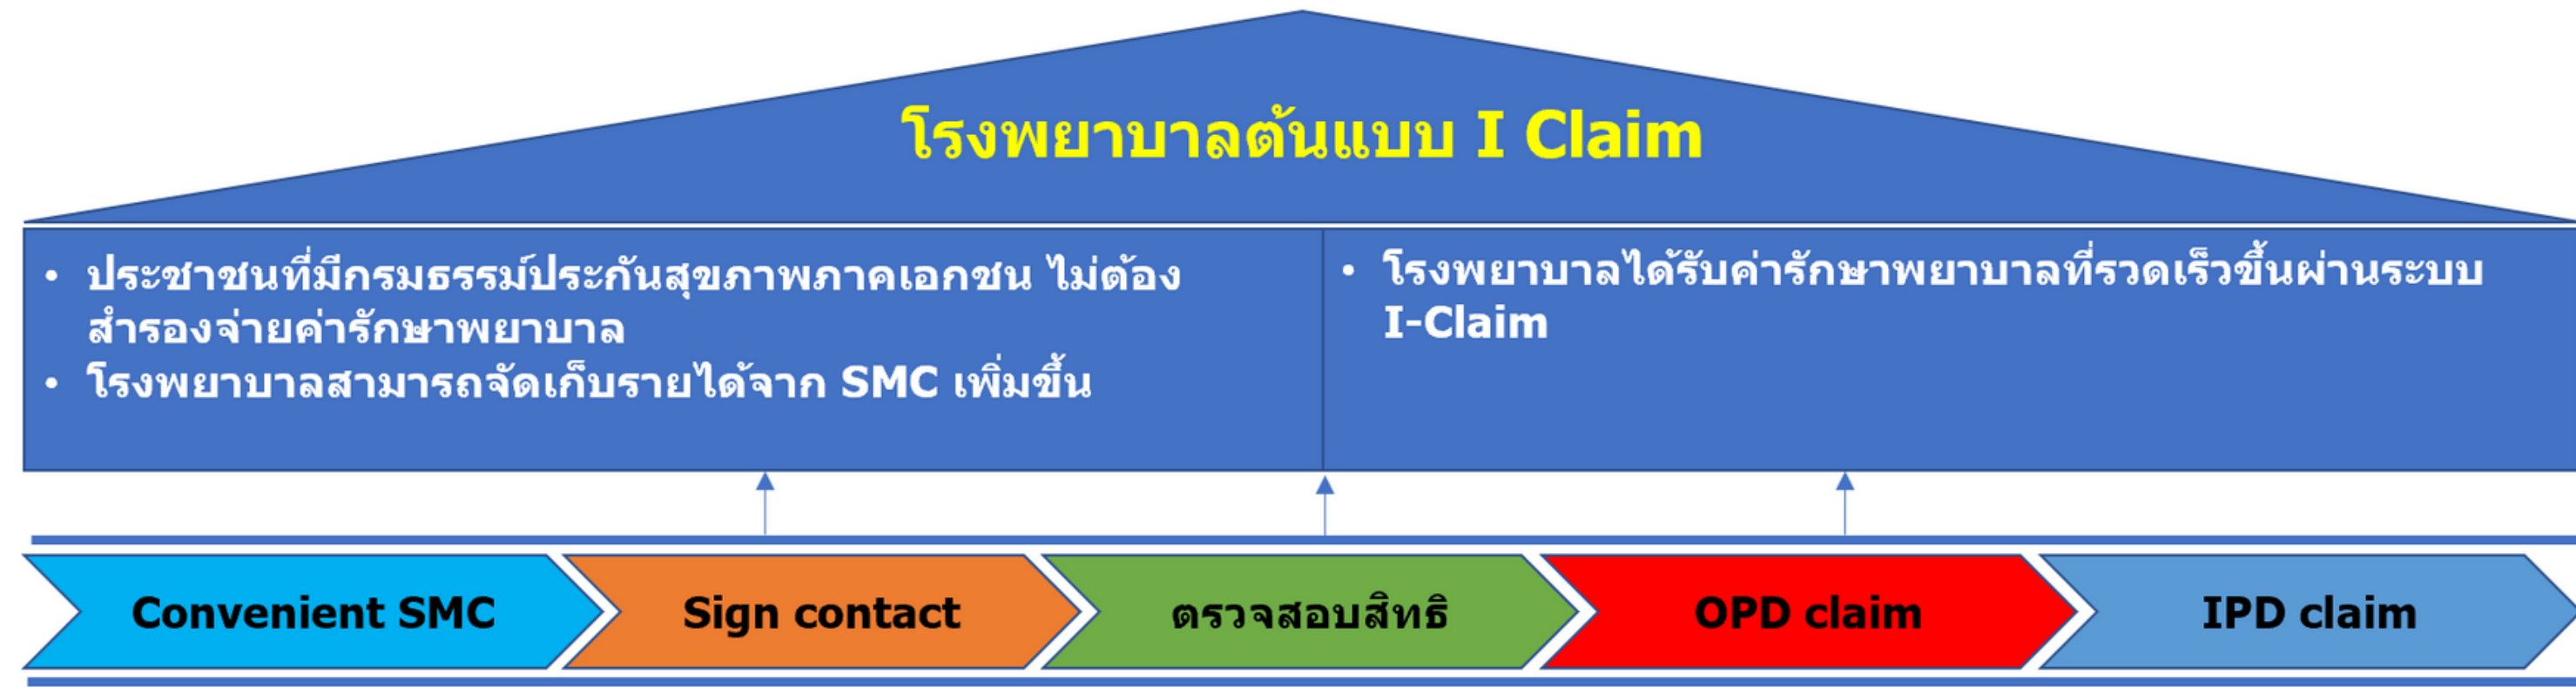 โรงพยาบาลต้นแบบ I Claim
• ประชาชนที่มีกรมธรรม์ประกันสุขภาพภาคเอกชน ไม่ต้อง
สำรองจ่ายค่ารักษาพยาบาล
• โรงพยาบาลสามารถจัดเก็บรายได้จาก SMC เพิ่มขึ้น
• โรงพยาบาลได้รับค่ารักษาพยาบาลที่รวดเร็วขึ้นผ่านระบบ
I-Claim
Convenient SMC
Sign contact
ตรวจสอบสิทธิ
OPD claim
IPD claim